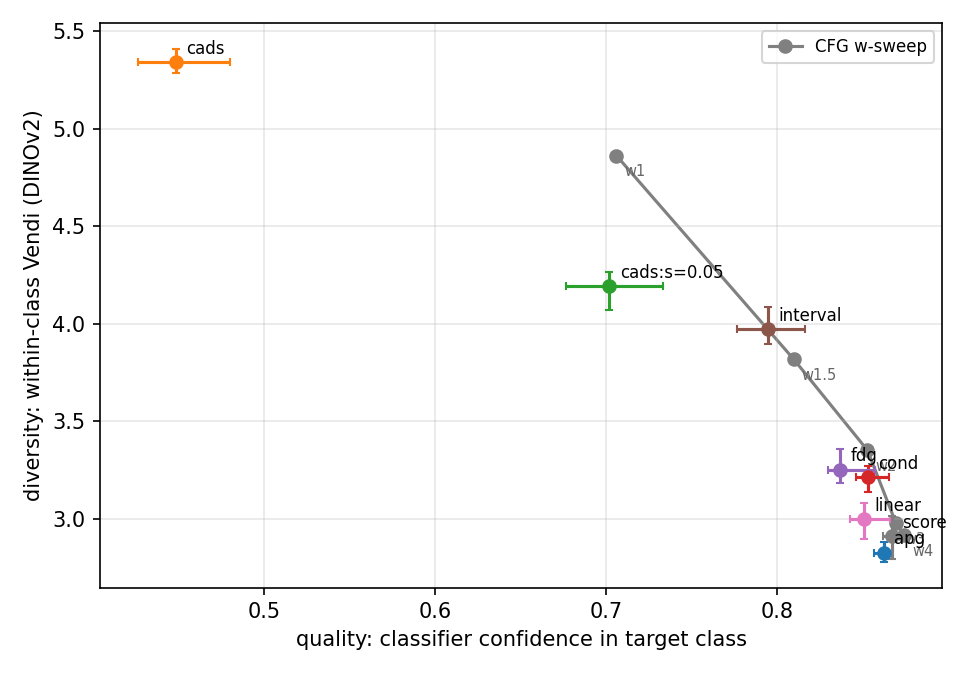 5.5
5.0
4.5
4.0
3.5
3.0
diversity: within-class Vendi (DINOv2)
cads
CFG w-sweep
w1
cads:s=0.05
interval
w1.5
fdg
cond
linear
score
apg
w4
0.5
0.6
0.7
0.8
quality: classifier confidence in target class